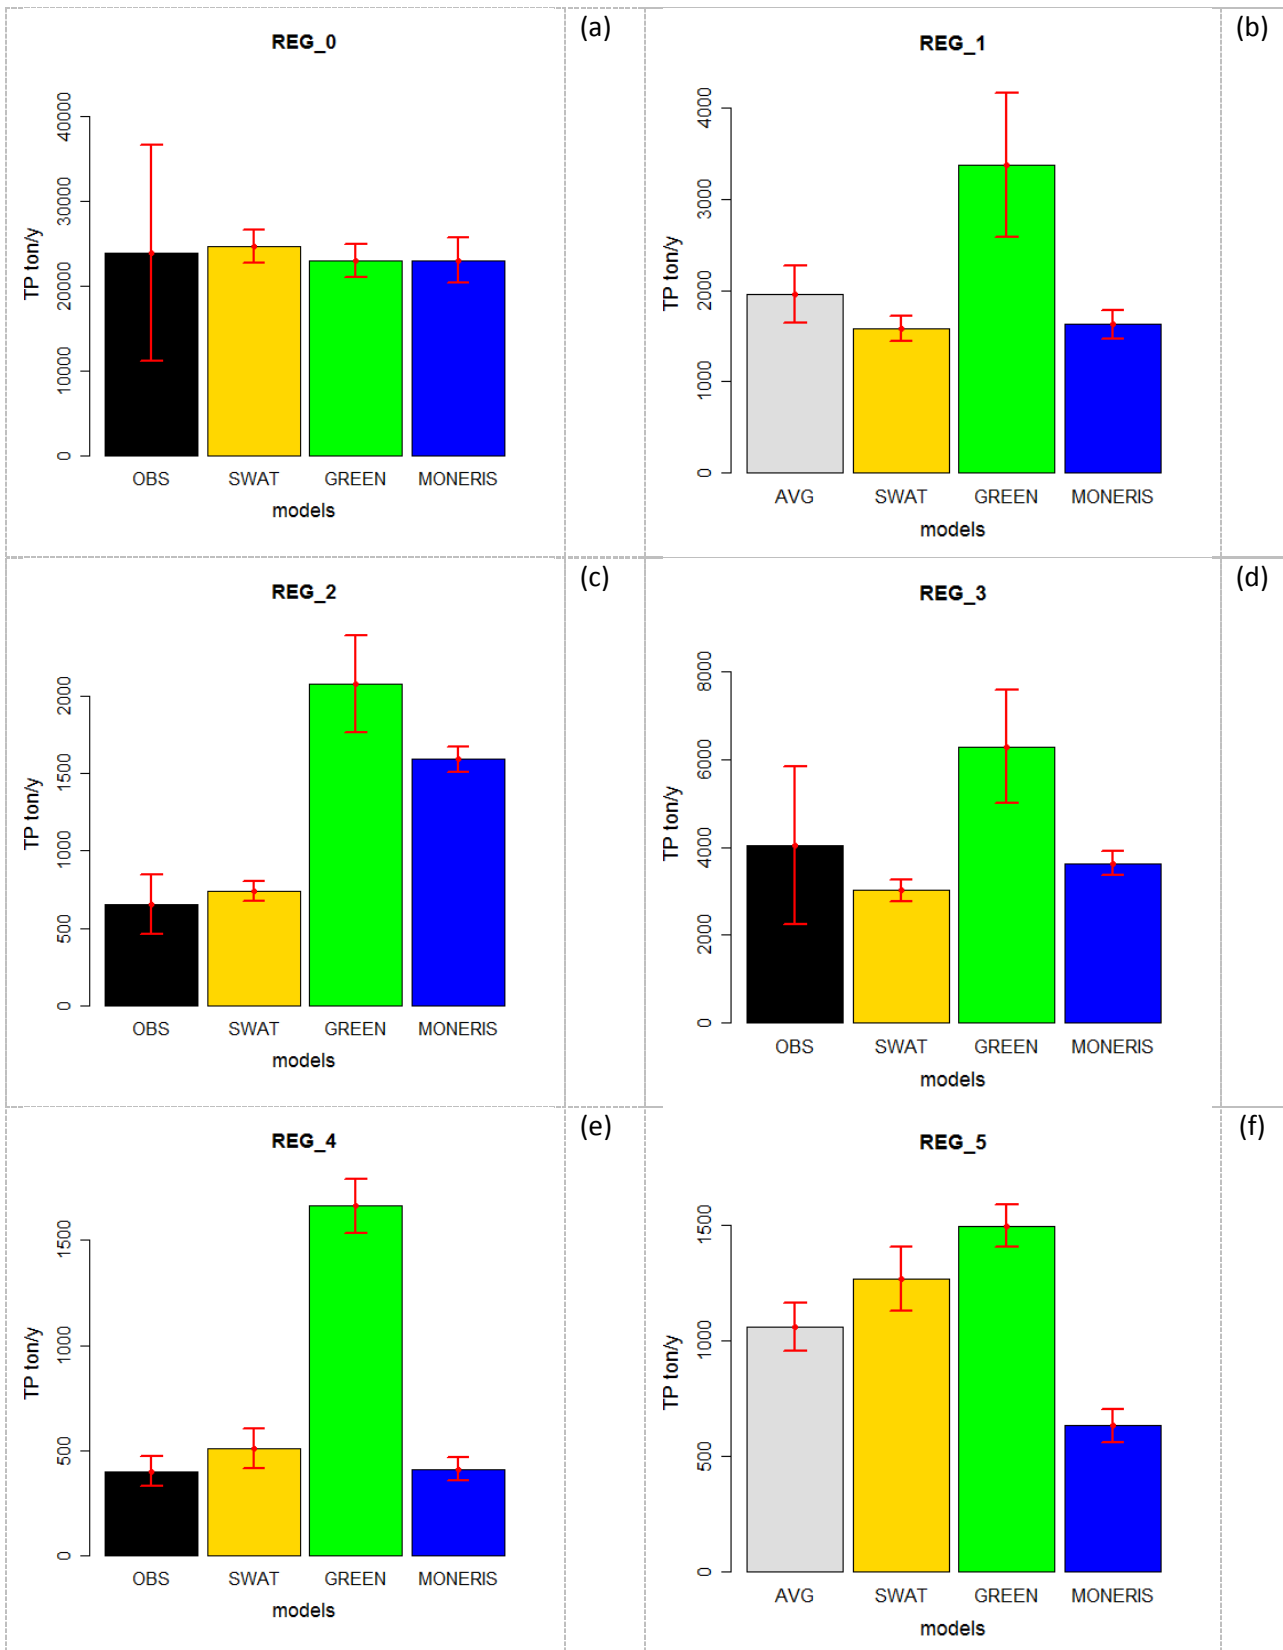 REG_0
(a)
TP ton/y
0 10000 20000 30000 40000
OBS SWAT GREEN MONERIS
models
REG_1
(b)
TP ton/y
0 1000 2000 3000 4000
AVG SWAT GREEN MONERIS
models
REG_2
(c)
TP ton/y
0 500 1000 1500 2000
OBS SWAT GREEN MONERIS
models
REG_3
(d)
TP ton/y
0 2000 4000 6000 8000
OBS SWAT GREEN MONERIS
models
REG_4
(e)
TP ton/y
0 500 1000 1500
OBS SWAT GREEN MONERIS
models
REG_5
(f)
TP ton/y
0 500 1000 1500
AVG SWAT GREEN MONERIS
models